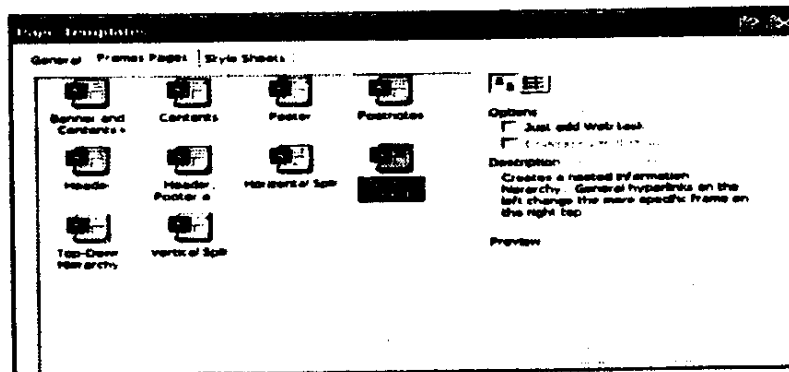 Page Templates
General Frames Pages Style Sheets
Banner and
Contents
Contents
Footer
Footnotes
Header
Header,
Footer a
Horizontal Split
Top-Down
Hierarchy
Vertical Split
Options
Just add Web task
Description
Creates a nested information
hierarchy. General hyperlinks on the
left change the more specific frame on
the right top
Preview